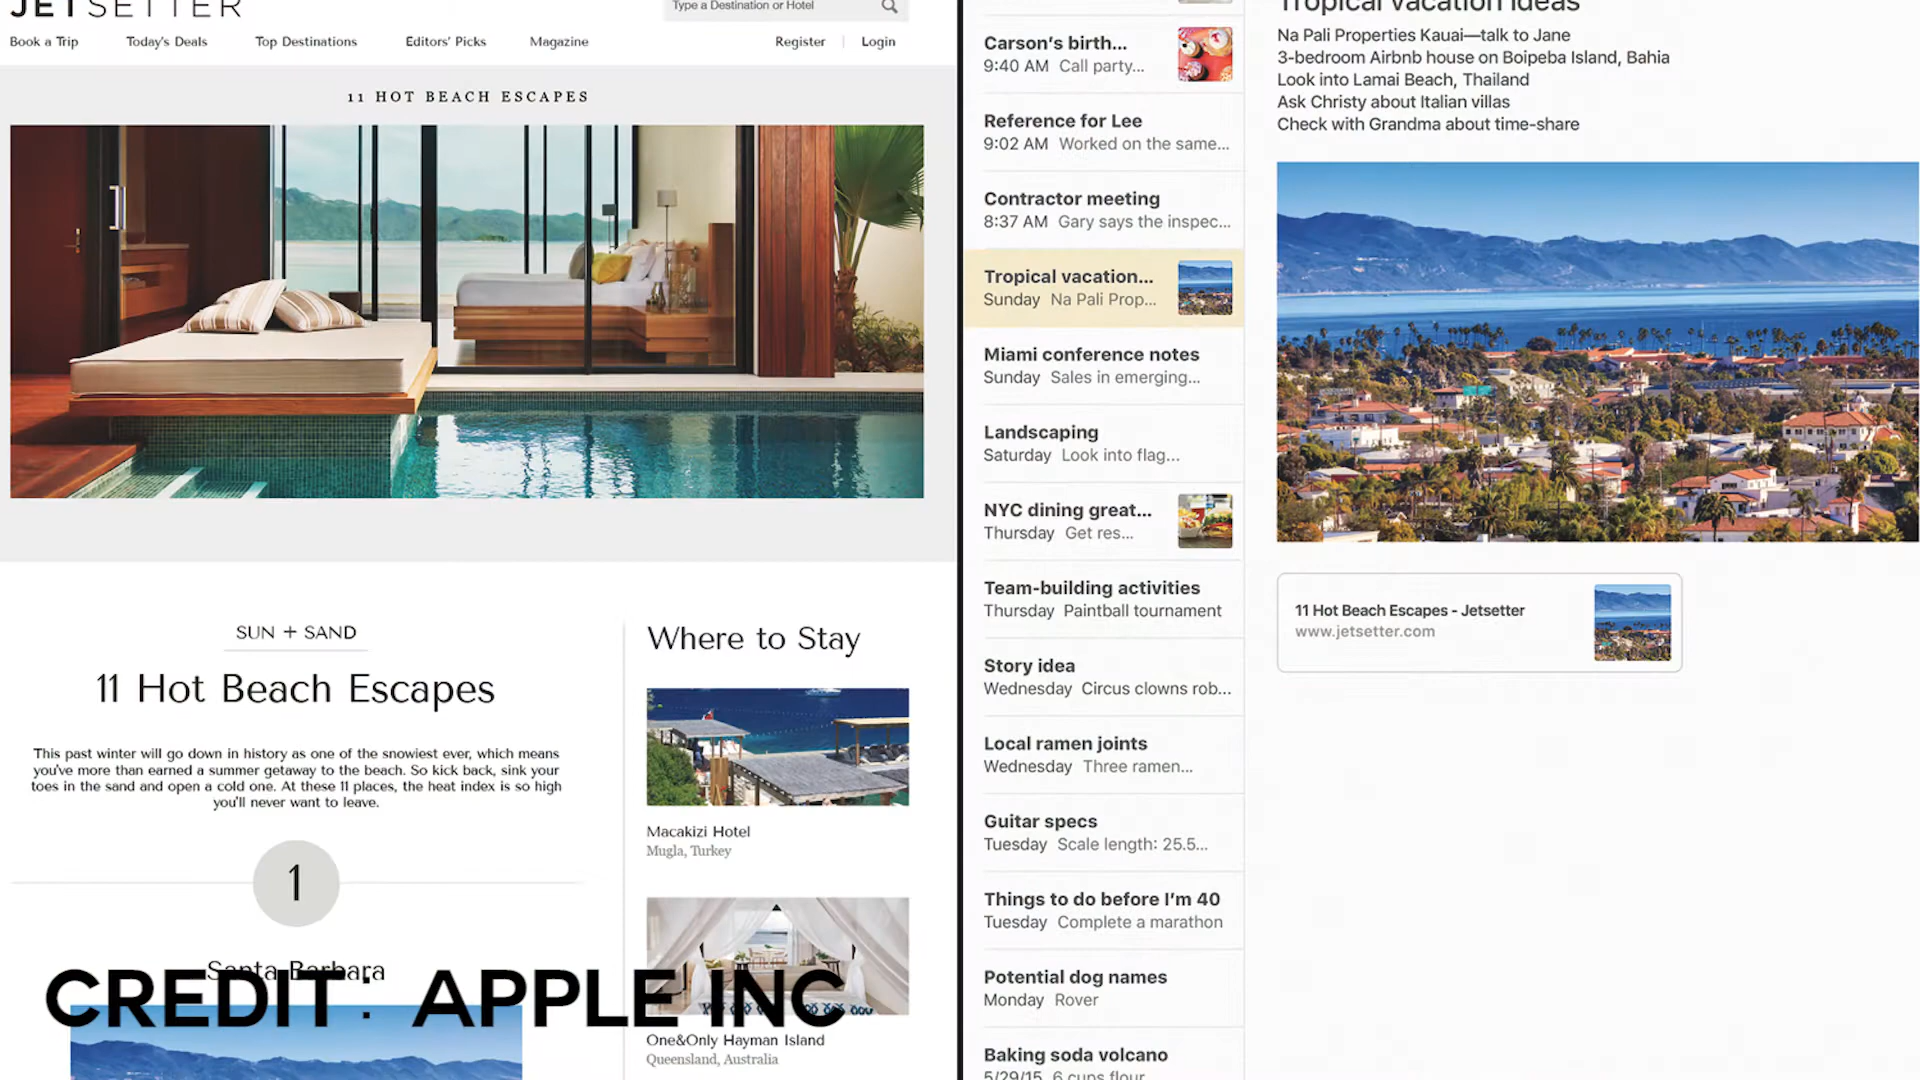 JETSETTER
Type a Destination or Hotel
Book a Trip
Today's Deals
Top Destinations
Editors' Picks
Magazine
Register
Login
11 HOT BEACH ESCAPES
SUN + SAND
11 Hot Beach Escapes
This past winter will go down in history as one of the snowiest ever, which means
you've more than earned a summer getaway to the beach. So kick back, sink your
toes in the sand and open a cold one. At these 11 places, the heat index is so high
you'll never want to leave.
1
Santa Barbara
Where to Stay
Macakizi Hotel
Mugla, Turkey
One&Only Hayman Island
Queensland, Australia
CREDIT : APPLE INC
Carson's birth...
9:40 AM Call party...
Reference for Lee
9:02 AM Worked on the same...
Contractor meeting
8:37 AM Gary says the inspec...
Tropical vacation...
Sunday Na Pali Prop...
Miami conference notes
Sunday Sales in emerging...
Landscaping
Saturday Look into flag...
NYC dining great...
Thursday Get res...
Team-building activities
Thursday Paintball tournament
Story idea
Wednesday Circus clowns rob...
Local ramen joints
Wednesday Three ramen...
Guitar specs
Tuesday Scale length: 25.5...
Things to do before I'm 40
Tuesday Complete a marathon
Potential dog names
Monday Rover
Baking soda volcano
5/29/15 6 cups flour
Tropical vacation ideas
Na Pali Properties Kauai—talk to Jane
3-bedroom Airbnb house on Boipeba Island, Bahia
Look into Lamai Beach, Thailand
Ask Christy about Italian villas
Check with Grandma about time-share
11 Hot Beach Escapes - Jetsetter
www.jetsetter.com